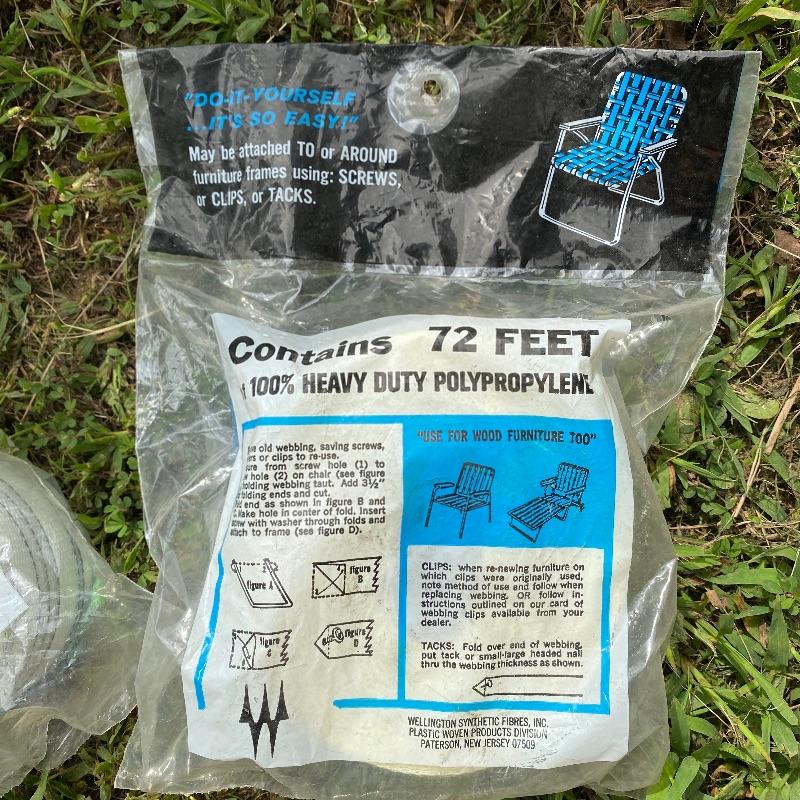 "DO-IT-YOURSELF
...IT'S SO EASY!"
May be attached TO or AROUND
furniture frames using: SCREWS,
or CLIPS, or TACKS.
Contains 72 FEET
100% HEAVY DUTY POLYPROPYLENE
old webbing, saving screws,
or clips to re-use.
from screw hole (1) to
hole (2) on chair (see figure
holding webbing taut. Add 3½"
folding ends and cut.
end as shown in figure B and
Make hole in center of fold. Insert
with washer through folds and
to frame (see figure D).
figure A
figure B
figure C
figure D
"USE FOR WOOD FURNITURE TOO"
CLIPS: when re-newing furniture on
which clips were originally used,
note method of use and follow when
replacing webbing. OR follow in-
structions outlined on our card of
webbing clips available from your
dealer.
TACKS: Fold over end of webbing,
put tack or small-large headed nail
thru the webbing thickness as shown.
WELLINGTON SYNTHETIC FIBRES, INC.
PLASTIC WOVEN PRODUCTS DIVISION
PATERSON, NEW JERSEY 07509